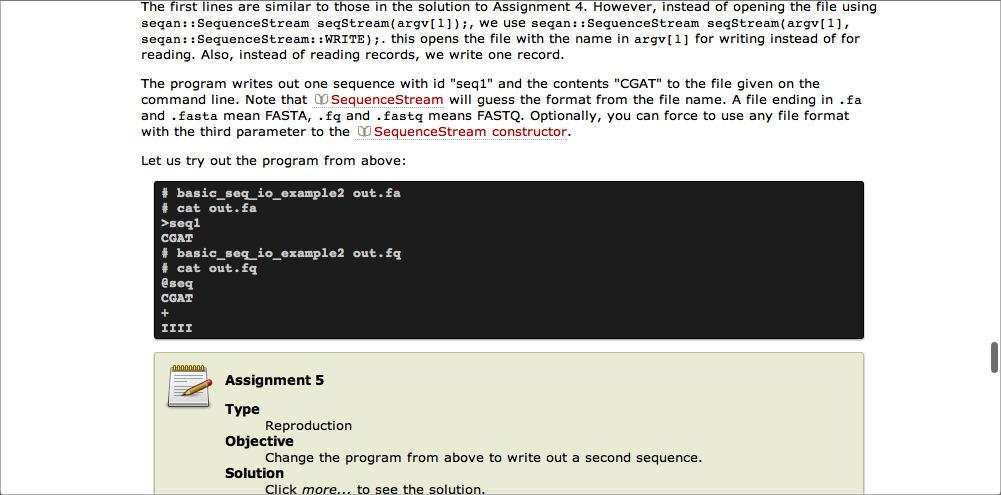 The first lines are similar to those in the solution to Assignment 4. However, instead of opening the file using
seqan::SequenceStream seqStream(argv[1]);, we use seqan::SequenceStream seqStream(argv[1],
seqan::SequenceStream::WRITE);. this opens the file with the name in argv[1] for writing instead of for
reading. Also, instead of reading records, we write one record.
The program writes out one sequence with id "seq1" and the contents "CGAT" to the file given on the
command line. Note that SequenceStream will guess the format from the file name. A file ending in .fa
and .fasta mean FASTA, .fq and .fastq means FASTQ. Optionally, you can force to use any file format
with the third parameter to the SequenceStream constructor.
Let us try out the program from above:
# basic_seq_io_example2 out.fa
# cat out.fa
>seq1
CGAT
# basic_seq_io_example2 out.fq
# cat out.fq
@seq
CGAT
+
IIII
Assignment 5
Type
Reproduction
Objective
Change the program from above to write out a second sequence.
Solution
Click more... to see the solution.